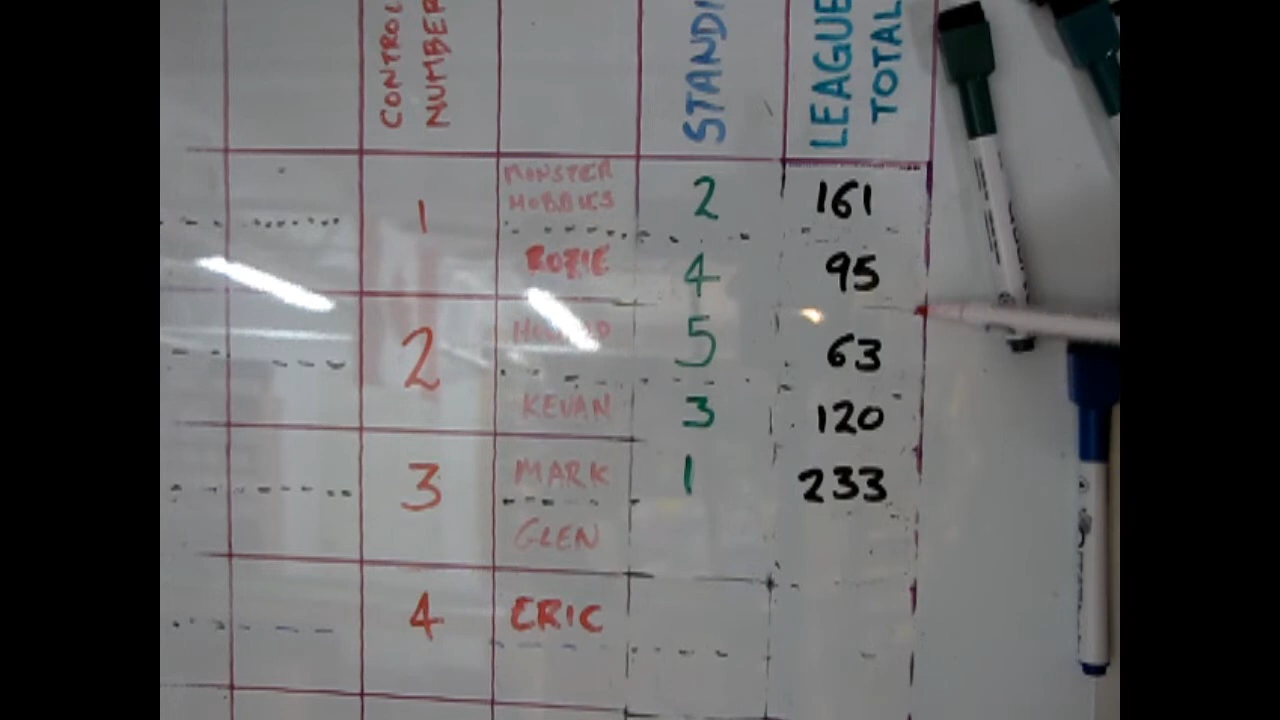 CONTROL
NUMBER
STANDI
LEAGUE
TOTAL
1 MONSTER 2 161
HOBBIES
ROZIE 4 95
2 5 63
KEVAN 3 120
3 MARK 1 233
GLEN
4 ERIC